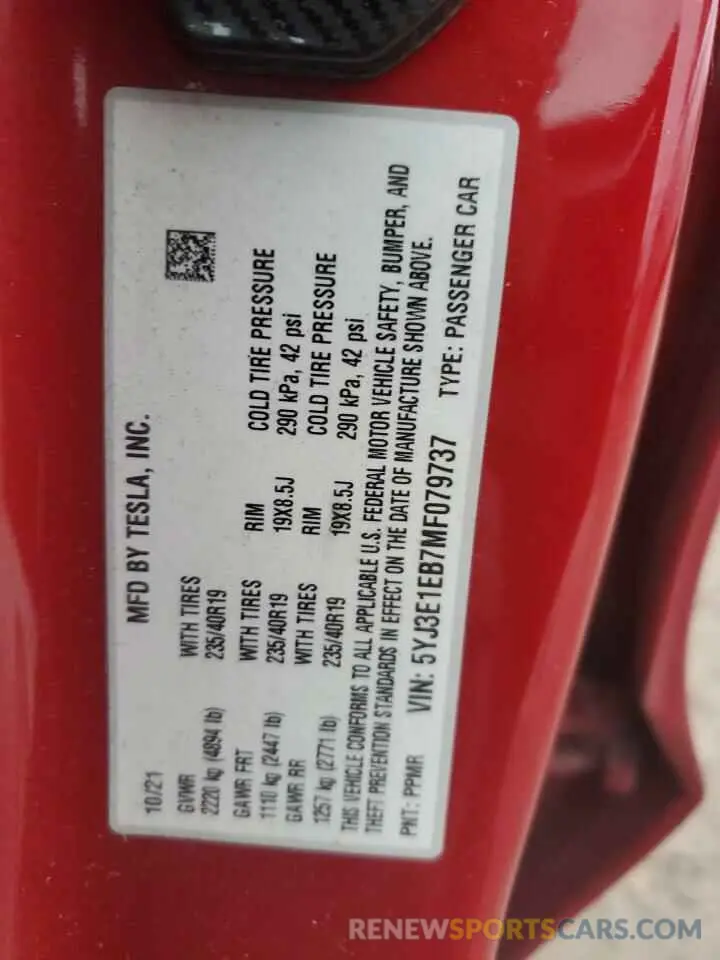 MFD BY TESLA, INC.
10/21
GVWR WITH TIRES
2220 kg (4894 lb) 235/40R19
GAWR FRT WITH TIRES RIM COLD TIRE PRESSURE
1110 kg (2447 lb) 235/40R19 19X8.5J 290 kPa, 42 psi
GAWR RR WITH TIRES RIM COLD TIRE PRESSURE
1257 kg (2771 lb) 235/40R19 19X8.5J 290 kPa, 42 psi
THIS VEHICLE CONFORMS TO ALL APPLICABLE U.S. FEDERAL MOTOR VEHICLE SAFETY, BUMPER, AND
THEFT PREVENTION STANDARDS IN EFFECT ON THE DATE OF MANUFACTURE SHOWN ABOVE.
PNT: PPMR VIN: 5YJ3E1EB7MF079737 TYPE: PASSENGER CAR
RENEWSPORTSCARS.COM